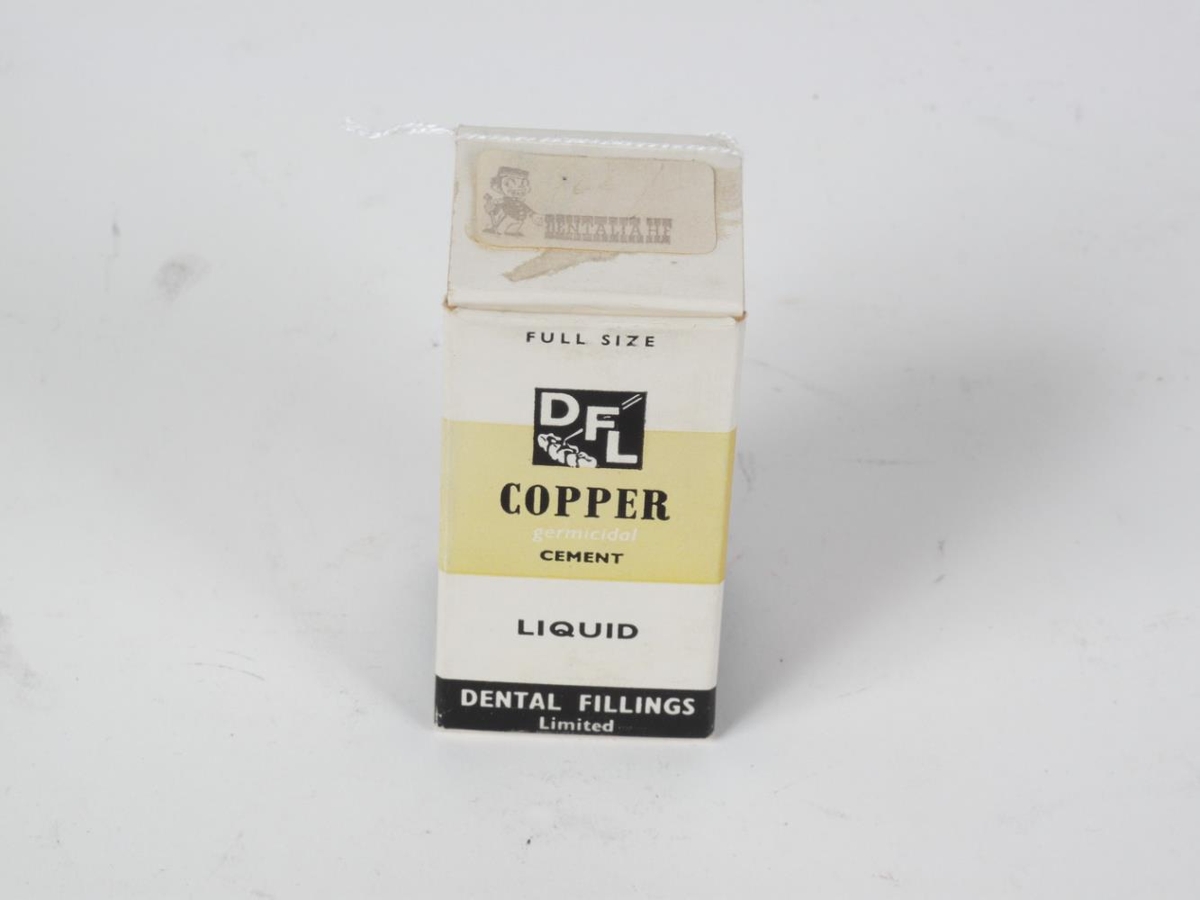 DENTALIA HF
FULL SIZE
DFL
COPPER
germicidal
CEMENT
LIQUID
DENTAL FILLINGS
Limited